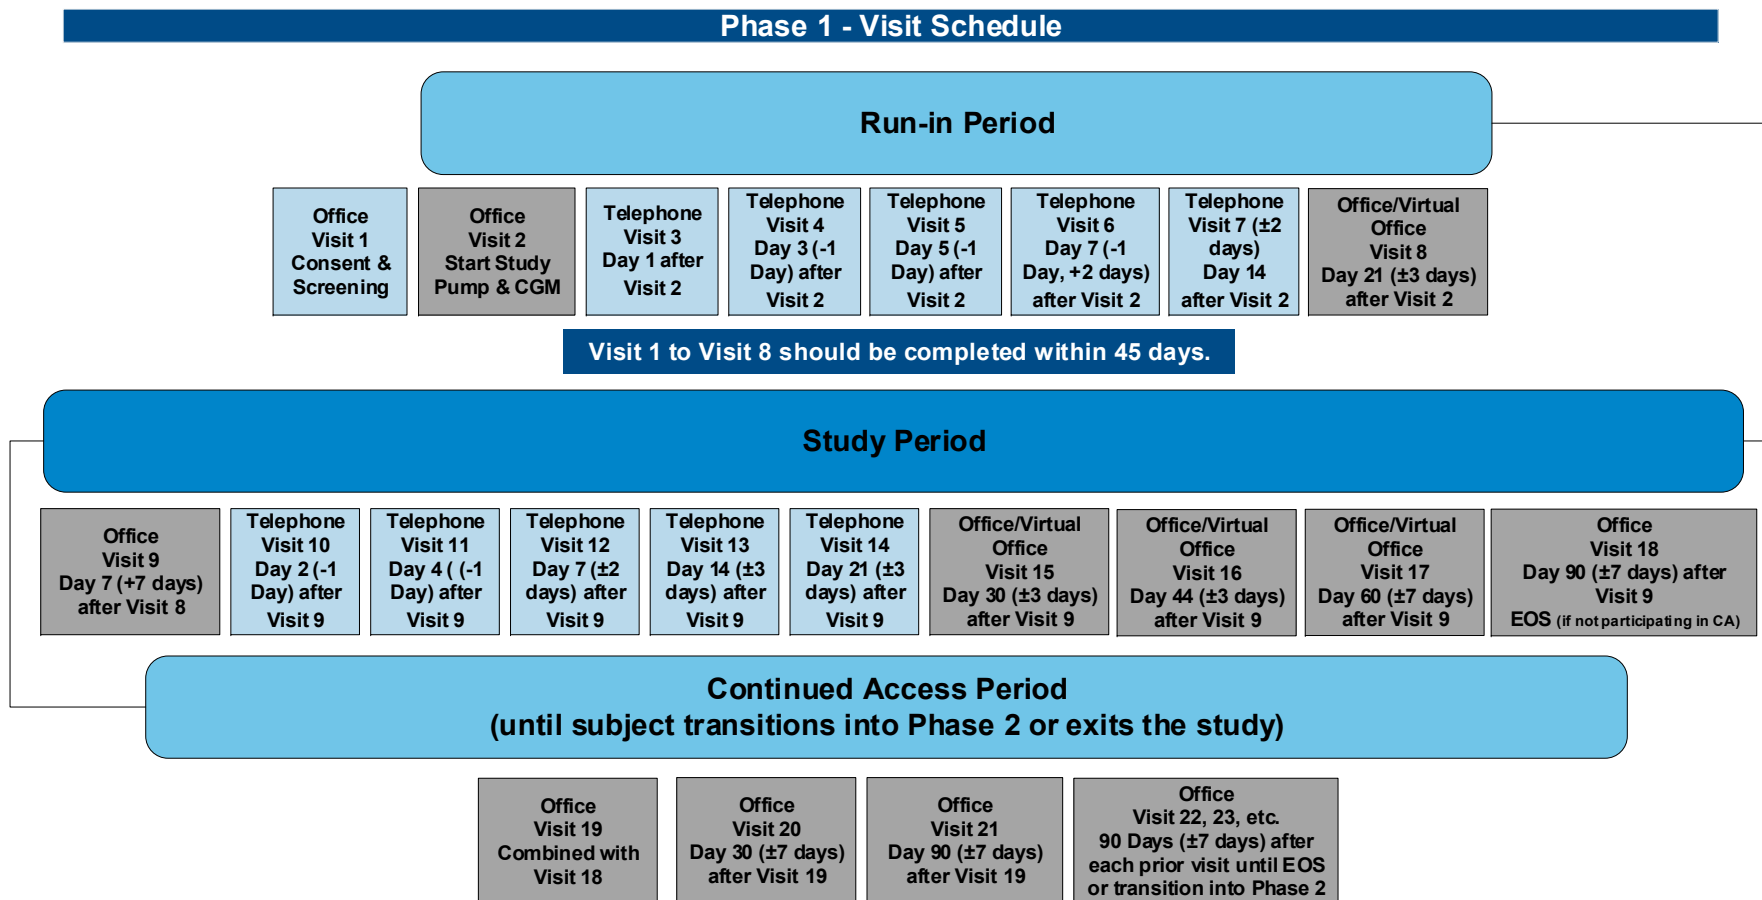 Phase 1 - Visit Schedule
Run-in Period
Office
Visit 1
Consent &
Screening
Office
Visit 2
Start Study
Pump & CGM
Telephone
Visit 3
Day 1 after
Visit 2
Telephone
Visit 4
Day 3 (-1
Day) after
Visit 2
Telephone
Visit 5
Day 5 (-1
Day) after
Visit 2
Telephone
Visit 6
Day 7 (-1
Day, +2 days)
after Visit 2
Telephone
Visit 7 (±2
days)
Day 14
after Visit 2
Office/Virtual
Office
Visit 8
Day 21 (±3 days)
after Visit 2
Visit 1 to Visit 8 should be completed within 45 days.
Study Period
Office
Visit 9
Day 7 (+7 days)
after Visit 8
Telephone
Visit 10
Day 2 (-1
Day) after
Visit 9
Telephone
Visit 11
Day 4 ( (-1
Day) after
Visit 9
Telephone
Visit 12
Day 7 (±2
days) after
Visit 9
Telephone
Visit 13
Day 14 (±3
days) after
Visit 9
Telephone
Visit 14
Day 21 (±3
days) after
Visit 9
Office/Virtual
Office
Visit 15
Day 30 (±3 days)
after Visit 9
Office/Virtual
Office
Visit 16
Day 44 (±3 days)
after Visit 9
Office/Virtual
Office
Visit 17
Day 60 (±7 days)
after Visit 9
Office
Visit 18
Day 90 (±7 days) after
Visit 9
EOS (if not participating in CA)
Continued Access Period
(until subject transitions into Phase 2 or exits the study)
Office
Visit 19
Combined with
Visit 18
Office
Visit 20
Day 30 (±7 days)
after Visit 19
Office
Visit 21
Day 90 (±7 days)
after Visit 19
Office
Visit 22, 23, etc.
90 Days (±7 days) after
each prior visit until EOS
or transition into Phase 2